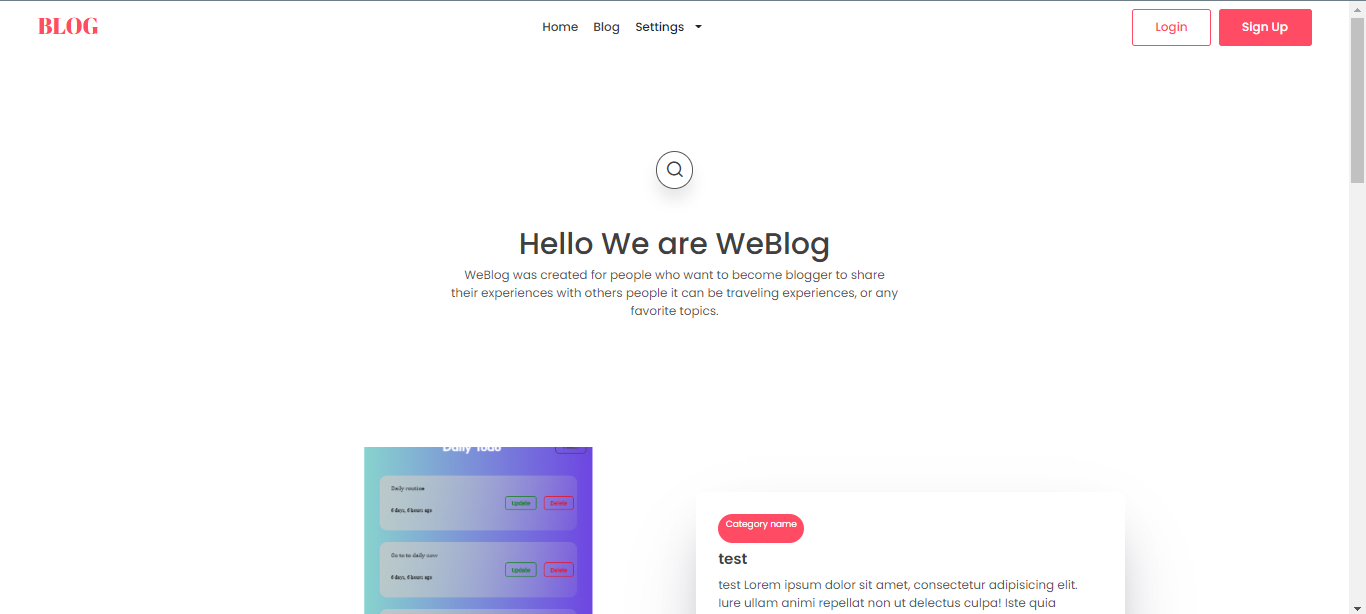 BLOG
Home Blog Settings
Login Sign Up
Hello We are WeBlog
WeBlog was created for people who want to become blogger to share
their experiences with others people it can be traveling experiences, or any
favorite topics.
Daily Todo
Daily routine
6 days, 6 hours ago
Update Delete
Go to to daily now
6 days, 6 hours ago
Update Delete
Category name
test
test Lorem ipsum dolor sit amet, consectetur adipisicing elit.
Iure ullam animi repellat non ut delectus culpa! Iste quia